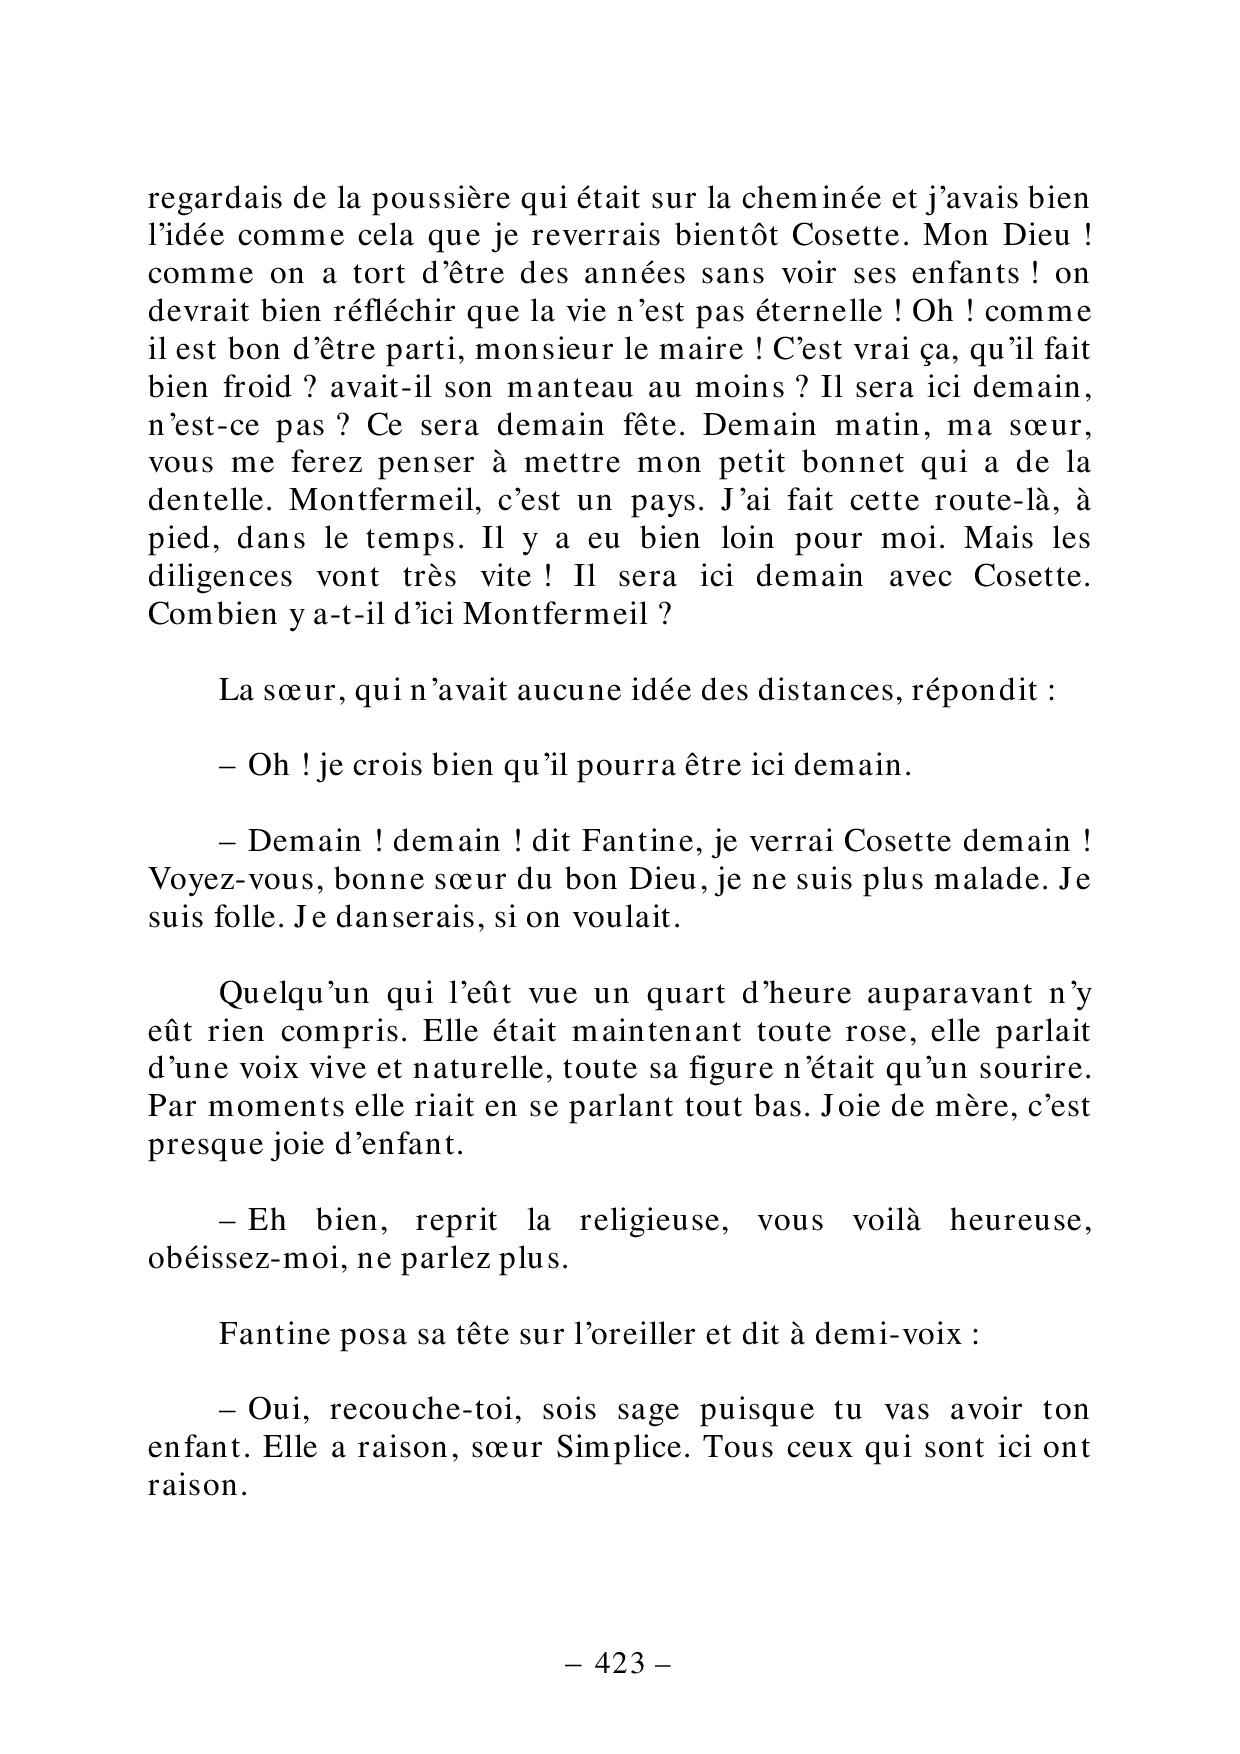 regardais de la poussière qui était sur la cheminée et j’avais bien
l’idée comme cela que je reverrais bientôt Cosette. Mon Dieu !
comme on a tort d’être des années sans voir ses enfants ! on
devrait bien réfléchir que la vie n’est pas éternelle ! Oh ! comme
il est bon d’être parti, monsieur le maire ! C’est vrai ça, qu’il fait
bien froid ? avait-il son manteau au moins ? Il sera ici demain,
n’est-ce pas ? Ce sera demain fête. Demain matin, ma sœur,
vous me ferez penser à mettre mon petit bonnet qui a de la
dentelle. Montfermeil, c’est un pays. J’ai fait cette route-là, à
pied, dans le temps. Il y a eu bien loin pour moi. Mais les
diligences vont très vite ! Il sera ici demain avec Cosette.
Combien y a-t-il d’ici Montfermeil ?
La sœur, qui n’avait aucune idée des distances, répondit :
– Oh ! je crois bien qu’il pourra être ici demain.
– Demain ! demain ! dit Fantine, je verrai Cosette demain !
Voyez-vous, bonne sœur du bon Dieu, je ne suis plus malade. Je
suis folle. Je danserais, si on voulait.
Quelqu’un qui l’eût vue un quart d’heure auparavant n’y
eût rien compris. Elle était maintenant toute rose, elle parlait
d’une voix vive et naturelle, toute sa figure n’était qu’un sourire.
Par moments elle riait en se parlant tout bas. Joie de mère, c’est
presque joie d’enfant.
– Eh bien, reprit la religieuse, vous voilà heureuse,
obéissez-moi, ne parlez plus.
Fantine posa sa tête sur l’oreiller et dit à demi-voix :
– Oui, recouche-toi, sois sage puisque tu vas avoir ton
enfant. Elle a raison, sœur Simplice. Tous ceux qui sont ici ont
raison.
– 423 –